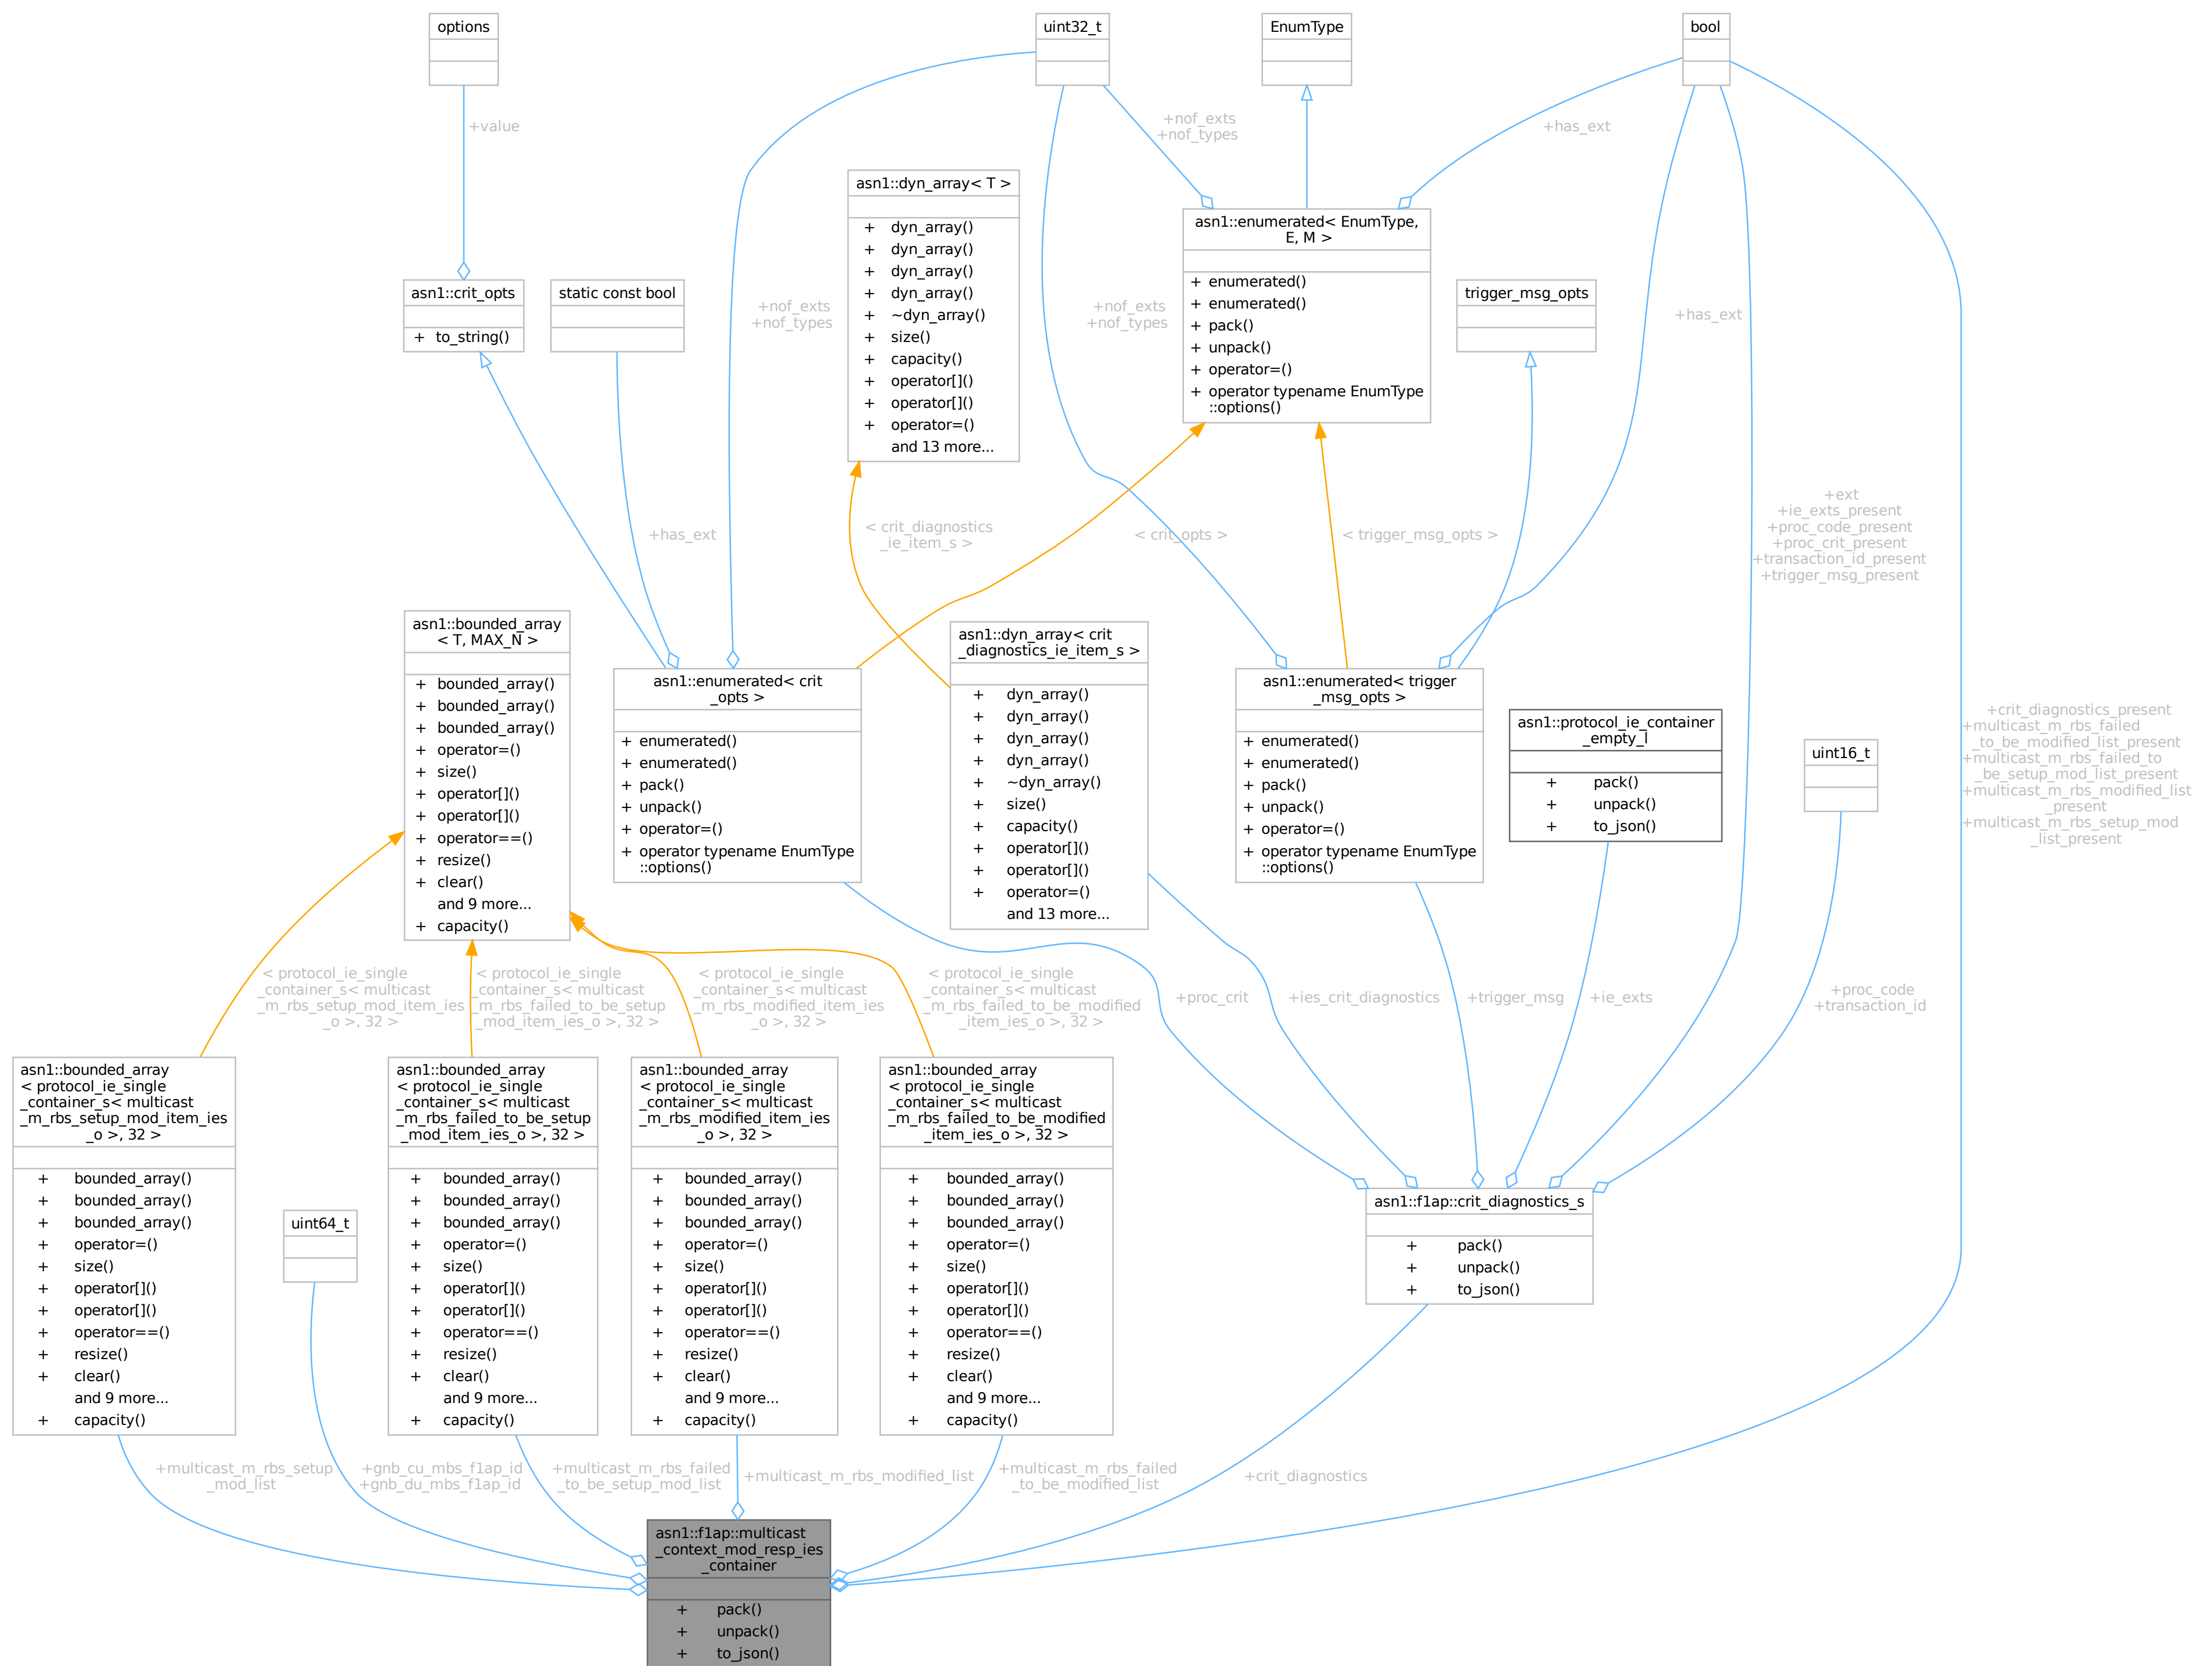 options
uint32_t
EnumType
bool
+value
+nof_exts
+nof_types
+has_ext
asn1::dyn_array< T >
+ dyn_array()
+ dyn_array()
+ dyn_array()
+ dyn_array()
+ ~dyn_array()
+ size()
+ capacity()
+ operator[]()
+ operator[]()
+ operator=()
and 13 more...
asn1::enumerated< EnumType,
E, M >
+ enumerated()
+ enumerated()
+ pack()
+ unpack()
+ operator=()
+ operator typename EnumType
::options()
asn1::crit_opts
+ to_string()
static const bool
trigger_msg_opts
+nof_exts
+nof_types
+nof_exts
+nof_types
+has_ext
+has_ext
< crit_diagnostics
_ie_item_s >
< crit_opts >
< trigger_msg_opts >
+ext
+ie_exts_present
+proc_code_present
+proc_crit_present
+transaction_id_present
+trigger_msg_present
asn1::bounded_array
< T, MAX_N >
+ bounded_array()
+ bounded_array()
+ bounded_array()
+ operator=()
+ size()
+ operator[]()
+ operator[]()
+ operator==()
+ resize()
+ clear()
and 9 more...
+ capacity()
asn1::enumerated< crit
_opts >
+ enumerated()
+ enumerated()
+ pack()
+ unpack()
+ operator=()
+ operator typename EnumType
::options()
asn1::dyn_array< crit
_diagnostics_ie_item_s >
+ dyn_array()
+ dyn_array()
+ dyn_array()
+ dyn_array()
+ ~dyn_array()
+ size()
+ capacity()
+ operator[]()
+ operator[]()
+ operator=()
and 13 more...
asn1::enumerated< trigger
_msg_opts >
+ enumerated()
+ enumerated()
+ pack()
+ unpack()
+ operator=()
+ operator typename EnumType
::options()
asn1::protocol_ie_container
_empty_l
+ pack()
+ unpack()
+ to_json()
uint16_t
+crit_diagnostics_present
+multicast_m_rbs_failed
_to_be_modified_list_present
+multicast_m_rbs_failed_to
_be_setup_mod_list_present
+multicast_m_rbs_modified_list
_present
+multicast_m_rbs_setup_mod
_list_present
< protocol_ie_single
_container_s< multicast
_m_rbs_setup_mod_item_ies
_o >, 32 >
< protocol_ie_single
_container_s< multicast
_m_rbs_failed_to_be_setup
_mod_item_ies_o >, 32 >
< protocol_ie_single
_container_s< multicast
_m_rbs_modified_item_ies
_o >, 32 >
< protocol_ie_single
_container_s< multicast
_m_rbs_failed_to_be_modified
_item_ies_o >, 32 >
+proc_crit
+ies_crit_diagnostics
+trigger_msg
+ie_exts
+proc_code
+transaction_id
asn1::bounded_array
< protocol_ie_single
_container_s< multicast
_m_rbs_setup_mod_item_ies
_o >, 32 >
+ bounded_array()
+ bounded_array()
+ bounded_array()
+ operator=()
+ size()
+ operator[]()
+ operator[]()
+ operator==()
+ resize()
+ clear()
and 9 more...
+ capacity()
uint64_t
asn1::bounded_array
< protocol_ie_single
_container_s< multicast
_m_rbs_failed_to_be_setup
_mod_item_ies_o >, 32 >
+ bounded_array()
+ bounded_array()
+ bounded_array()
+ operator=()
+ size()
+ operator[]()
+ operator[]()
+ operator==()
+ resize()
+ clear()
and 9 more...
+ capacity()
asn1::bounded_array
< protocol_ie_single
_container_s< multicast
_m_rbs_modified_item_ies
_o >, 32 >
+ bounded_array()
+ bounded_array()
+ bounded_array()
+ operator=()
+ size()
+ operator[]()
+ operator[]()
+ operator==()
+ resize()
+ clear()
and 9 more...
+ capacity()
asn1::bounded_array
< protocol_ie_single
_container_s< multicast
_m_rbs_failed_to_be_modified
_item_ies_o >, 32 >
+ bounded_array()
+ bounded_array()
+ bounded_array()
+ operator=()
+ size()
+ operator[]()
+ operator[]()
+ operator==()
+ resize()
+ clear()
and 9 more...
+ capacity()
asn1::f1ap::crit_diagnostics_s
+ pack()
+ unpack()
+ to_json()
+multicast_m_rbs_setup
_mod_list
+gnb_cu_mbs_f1ap_id
+gnb_du_mbs_f1ap_id
+multicast_m_rbs_failed
_to_be_setup_mod_list
+multicast_m_rbs_modified_list
+multicast_m_rbs_failed
_to_be_modified_list
+crit_diagnostics
asn1::f1ap::multicast
_context_mod_resp_ies
_container
+ pack()
+ unpack()
+ to_json()